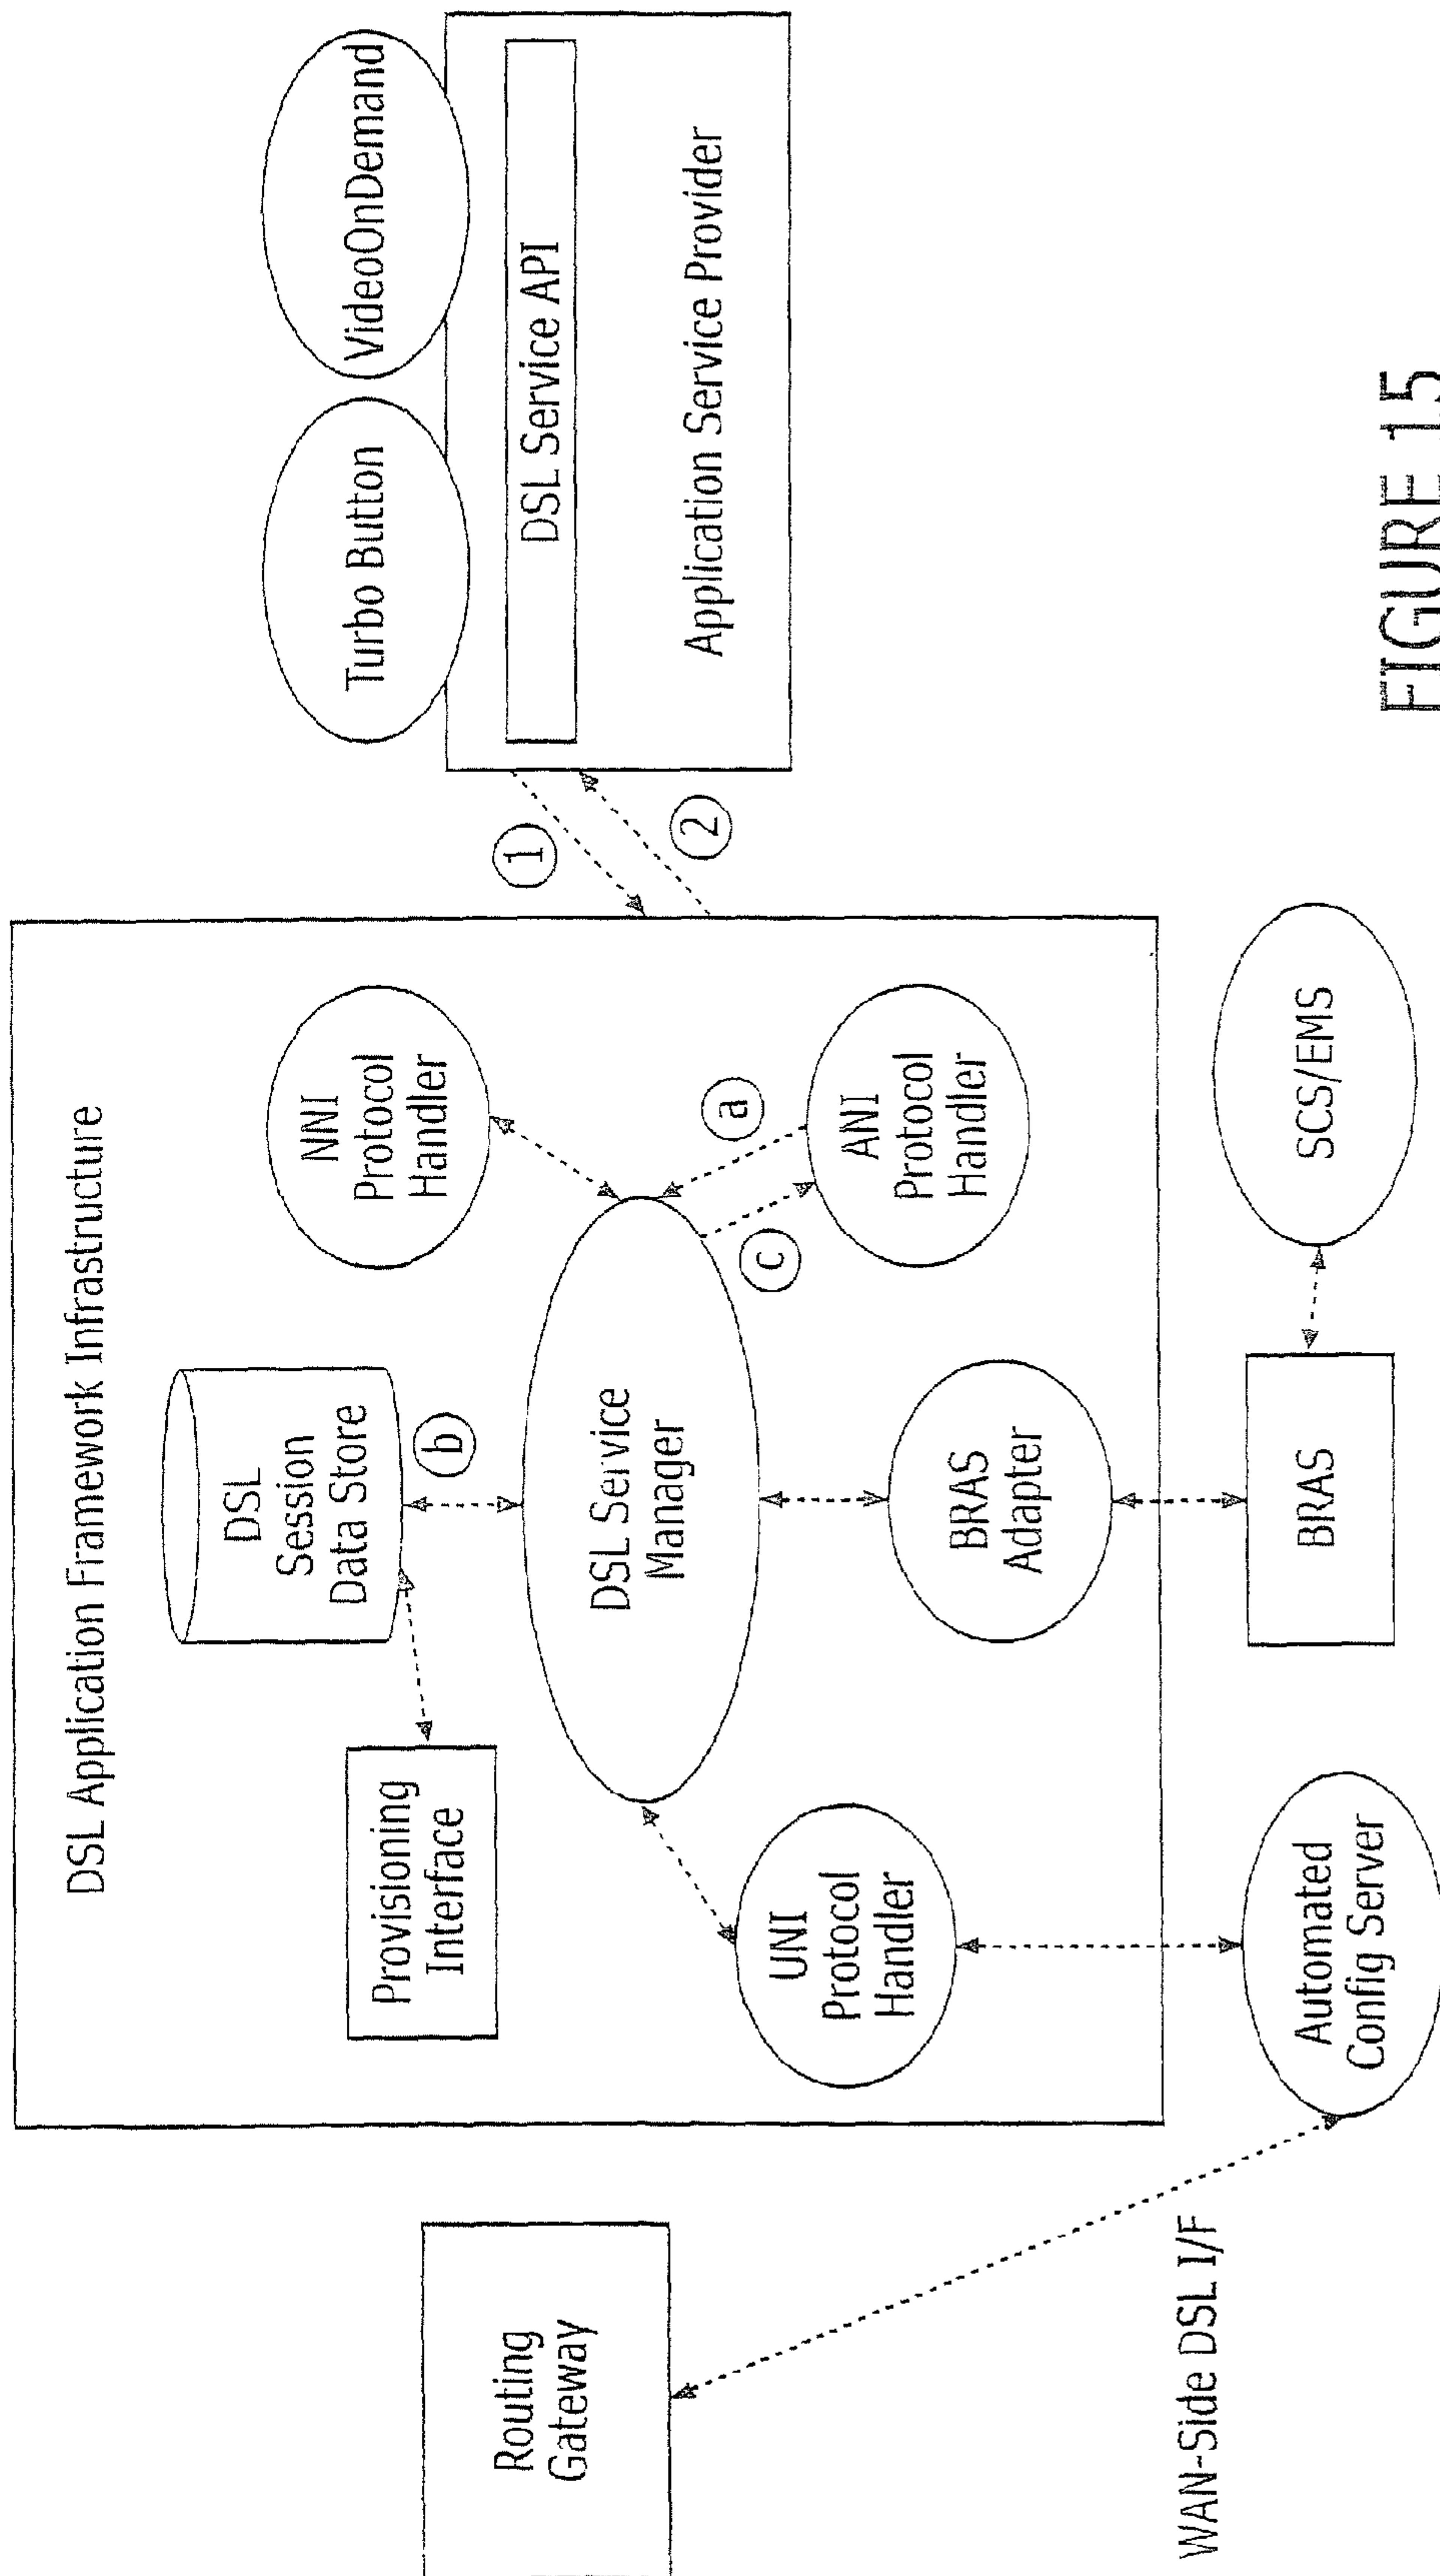 DSL Application Framework Infrastructure
Routing
Gateway
WAN-Side DSL I/F
Provisioning
Interface
DSL
Session
Data Store
b
NNI
Protocol
Handler
DSL Service
Manager
UNI
Protocol
Handler
BRAS
Adapter
a
c
ANI
Protocol
Handler
Automated
Config Server
BRAS
SCS/EMS
1
2
Turbo Button
VideoOnDemand
DSL Service API
Application Service Provider
FIGURE 15